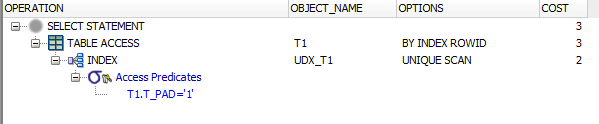 OPERATION OBJECT_NAME OPTIONS COST
SELECT STATEMENT 3
TABLE ACCESS T1 BY INDEX ROWID 3
INDEX UDX_T1 UNIQUE SCAN 2
Access Predicates
T1.T_PAD='1'